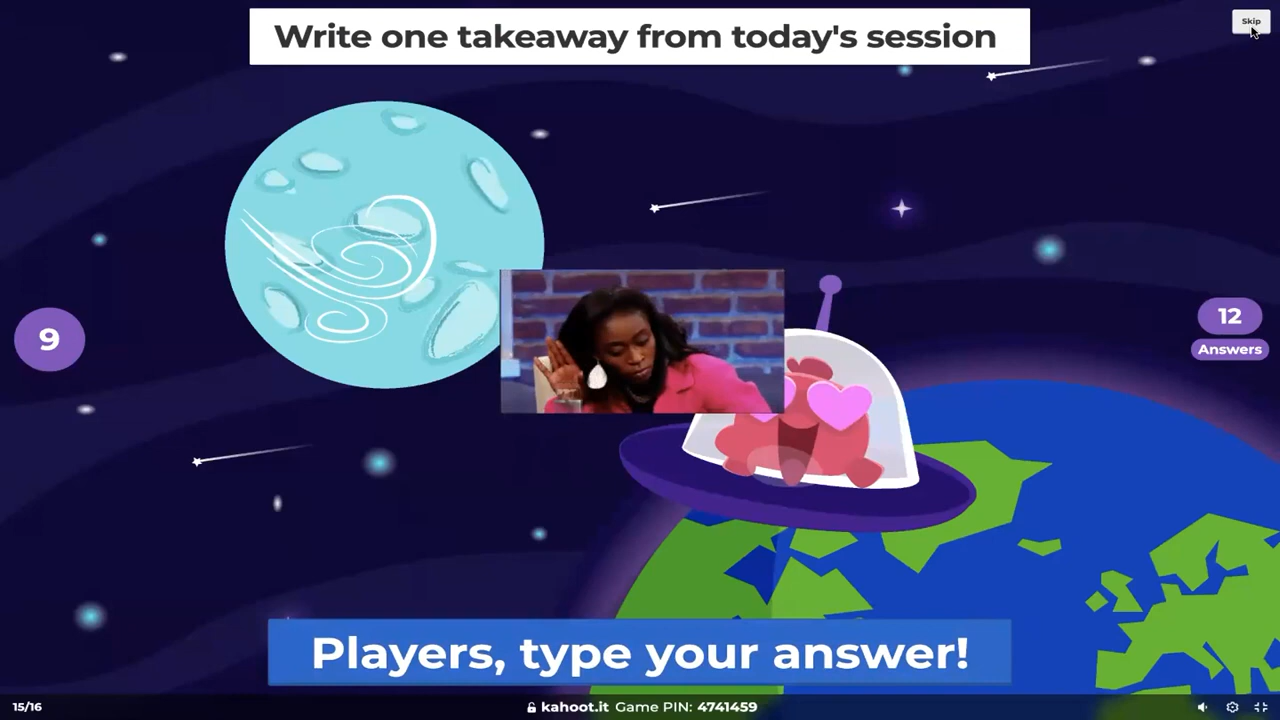 Write one takeaway from today's session
Skip
9
12
Answers
Players, type your answer!
15/16
kahoot.it Game PIN: 4741459